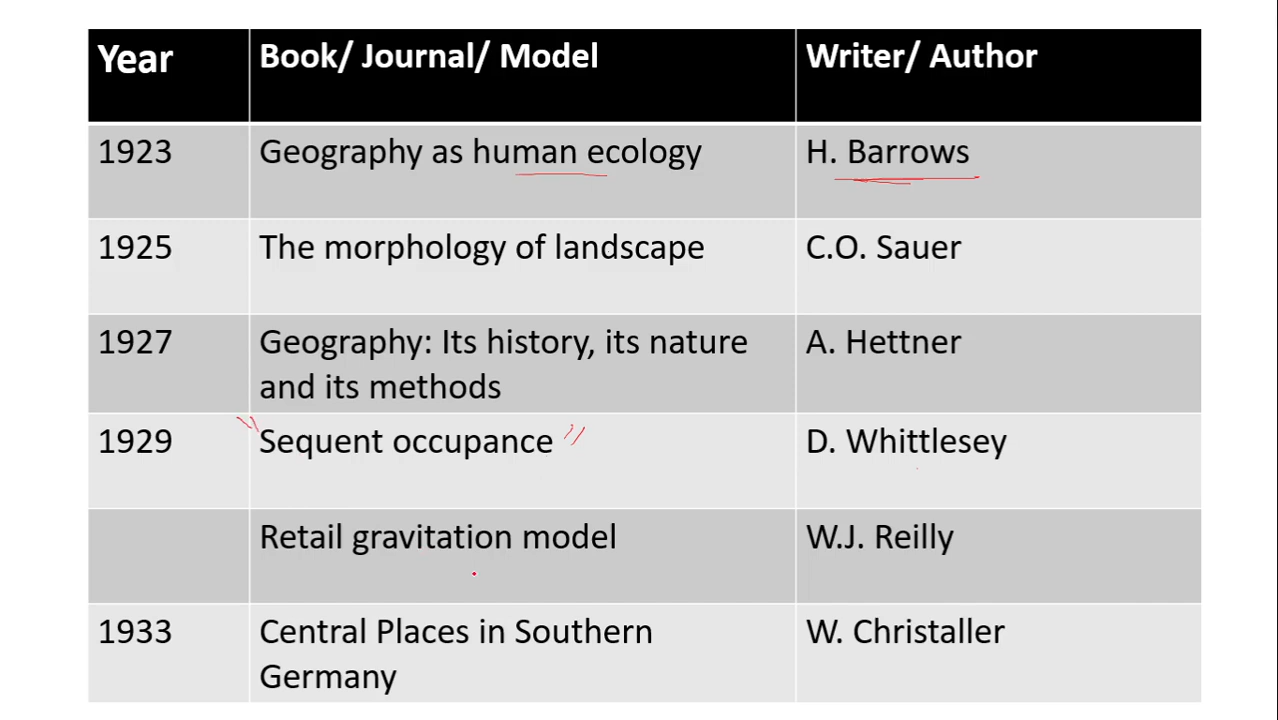 Year Book/ Journal/ Model Writer/ Author
1923 Geography as human ecology H. Barrows
1925 The morphology of landscape C.O. Sauer
1927 Geography: Its history, its nature A. Hettner
and its methods
1929 "Sequent occupance" D. Whittlesey
Retail gravitation model W.J. Reilly
1933 Central Places in Southern W. Christaller
Germany